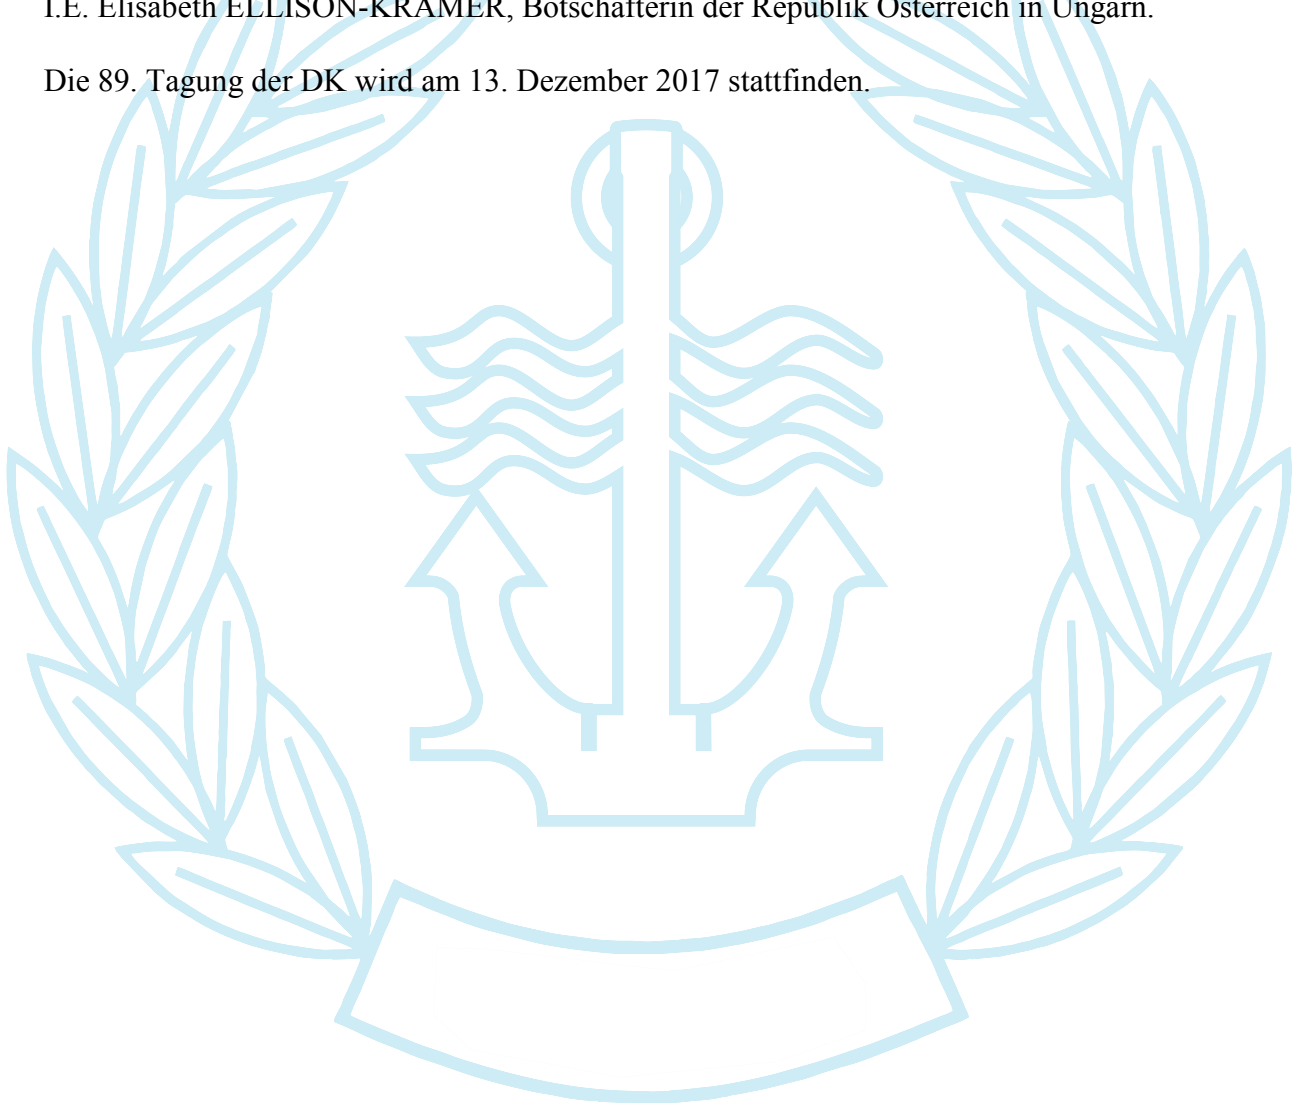 I.E. Elisabeth ELLISON-KRAMER, Botschafterin der Republik Österreich in Ungarn.
Die 89. Tagung der DK wird am 13. Dezember 2017 stattfinden.